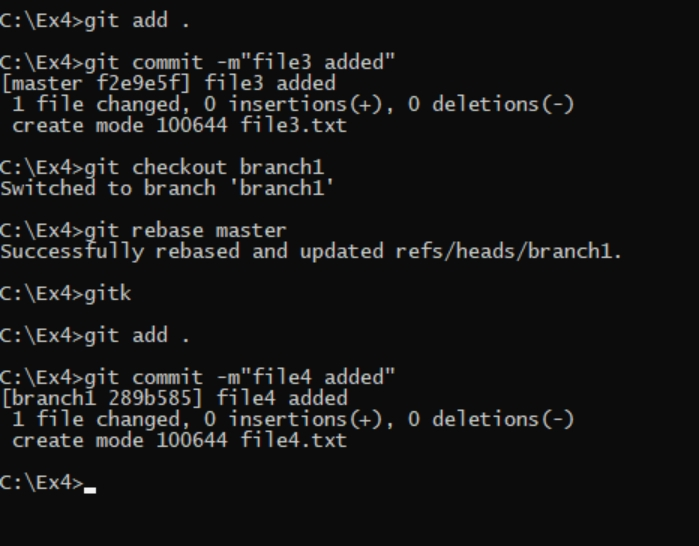 C:\Ex4>git add .
C:\Ex4>git commit -m"file3 added"
[master f2e9e5f] file3 added
 1 file changed, 0 insertions(+), 0 deletions(-)
 create mode 100644 file3.txt
C:\Ex4>git checkout branch1
Switched to branch 'branch1'
C:\Ex4>git rebase master
Successfully rebased and updated refs/heads/branch1.
C:\Ex4>gitk
C:\Ex4>git add .
C:\Ex4>git commit -m"file4 added"
[branch1 289b585] file4 added
 1 file changed, 0 insertions(+), 0 deletions(-)
 create mode 100644 file4.txt
C:\Ex4>